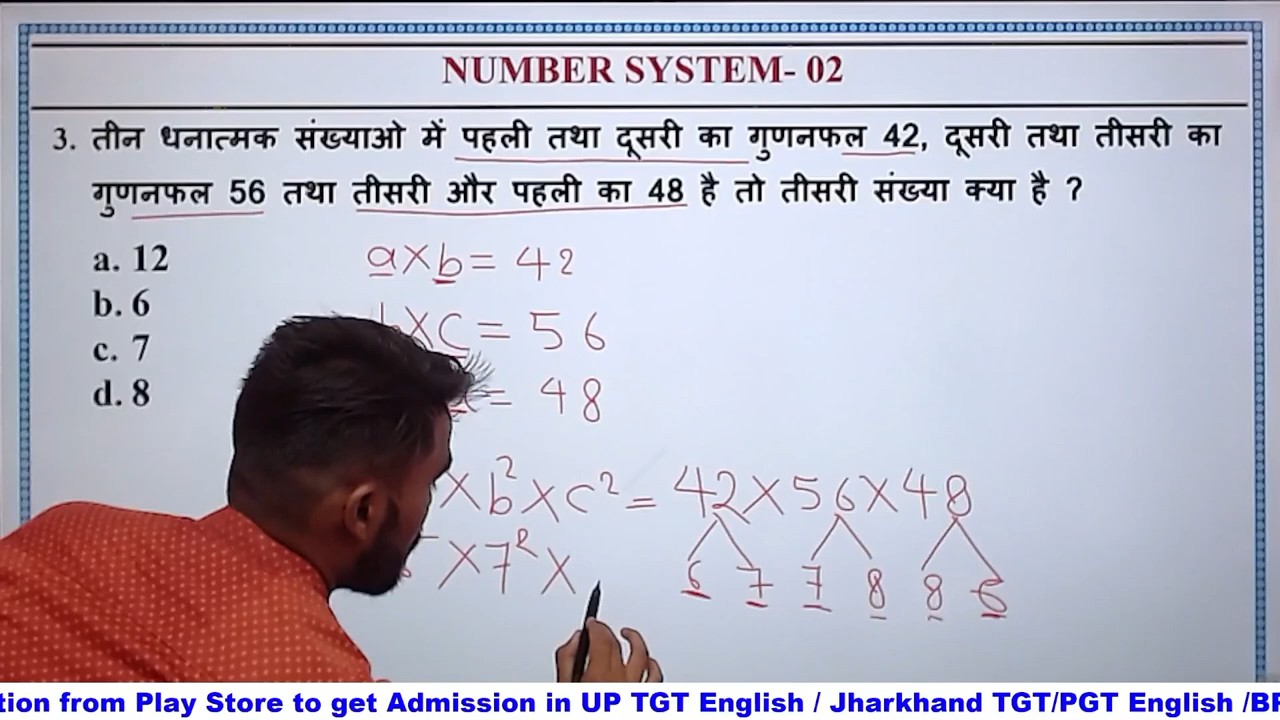 NUMBER SYSTEM- 02
3. तीन धनात्मक संख्याओ में पहली तथा दूसरी का गुणनफल 42, दूसरी तथा तीसरी का
गुणनफल 56 तथा तीसरी और पहली का 48 है तो तीसरी संख्या क्या है ?
a. 12
b. 6
c. 7
d. 8
a×b = 42
b×c = 56
a = 48
×b²×c² = 42×56×48
6 7 7 8 8 6
×7²×
tion from Play Store to get Admission in UP TGT English / Jharkhand TGT/PGT English /BI